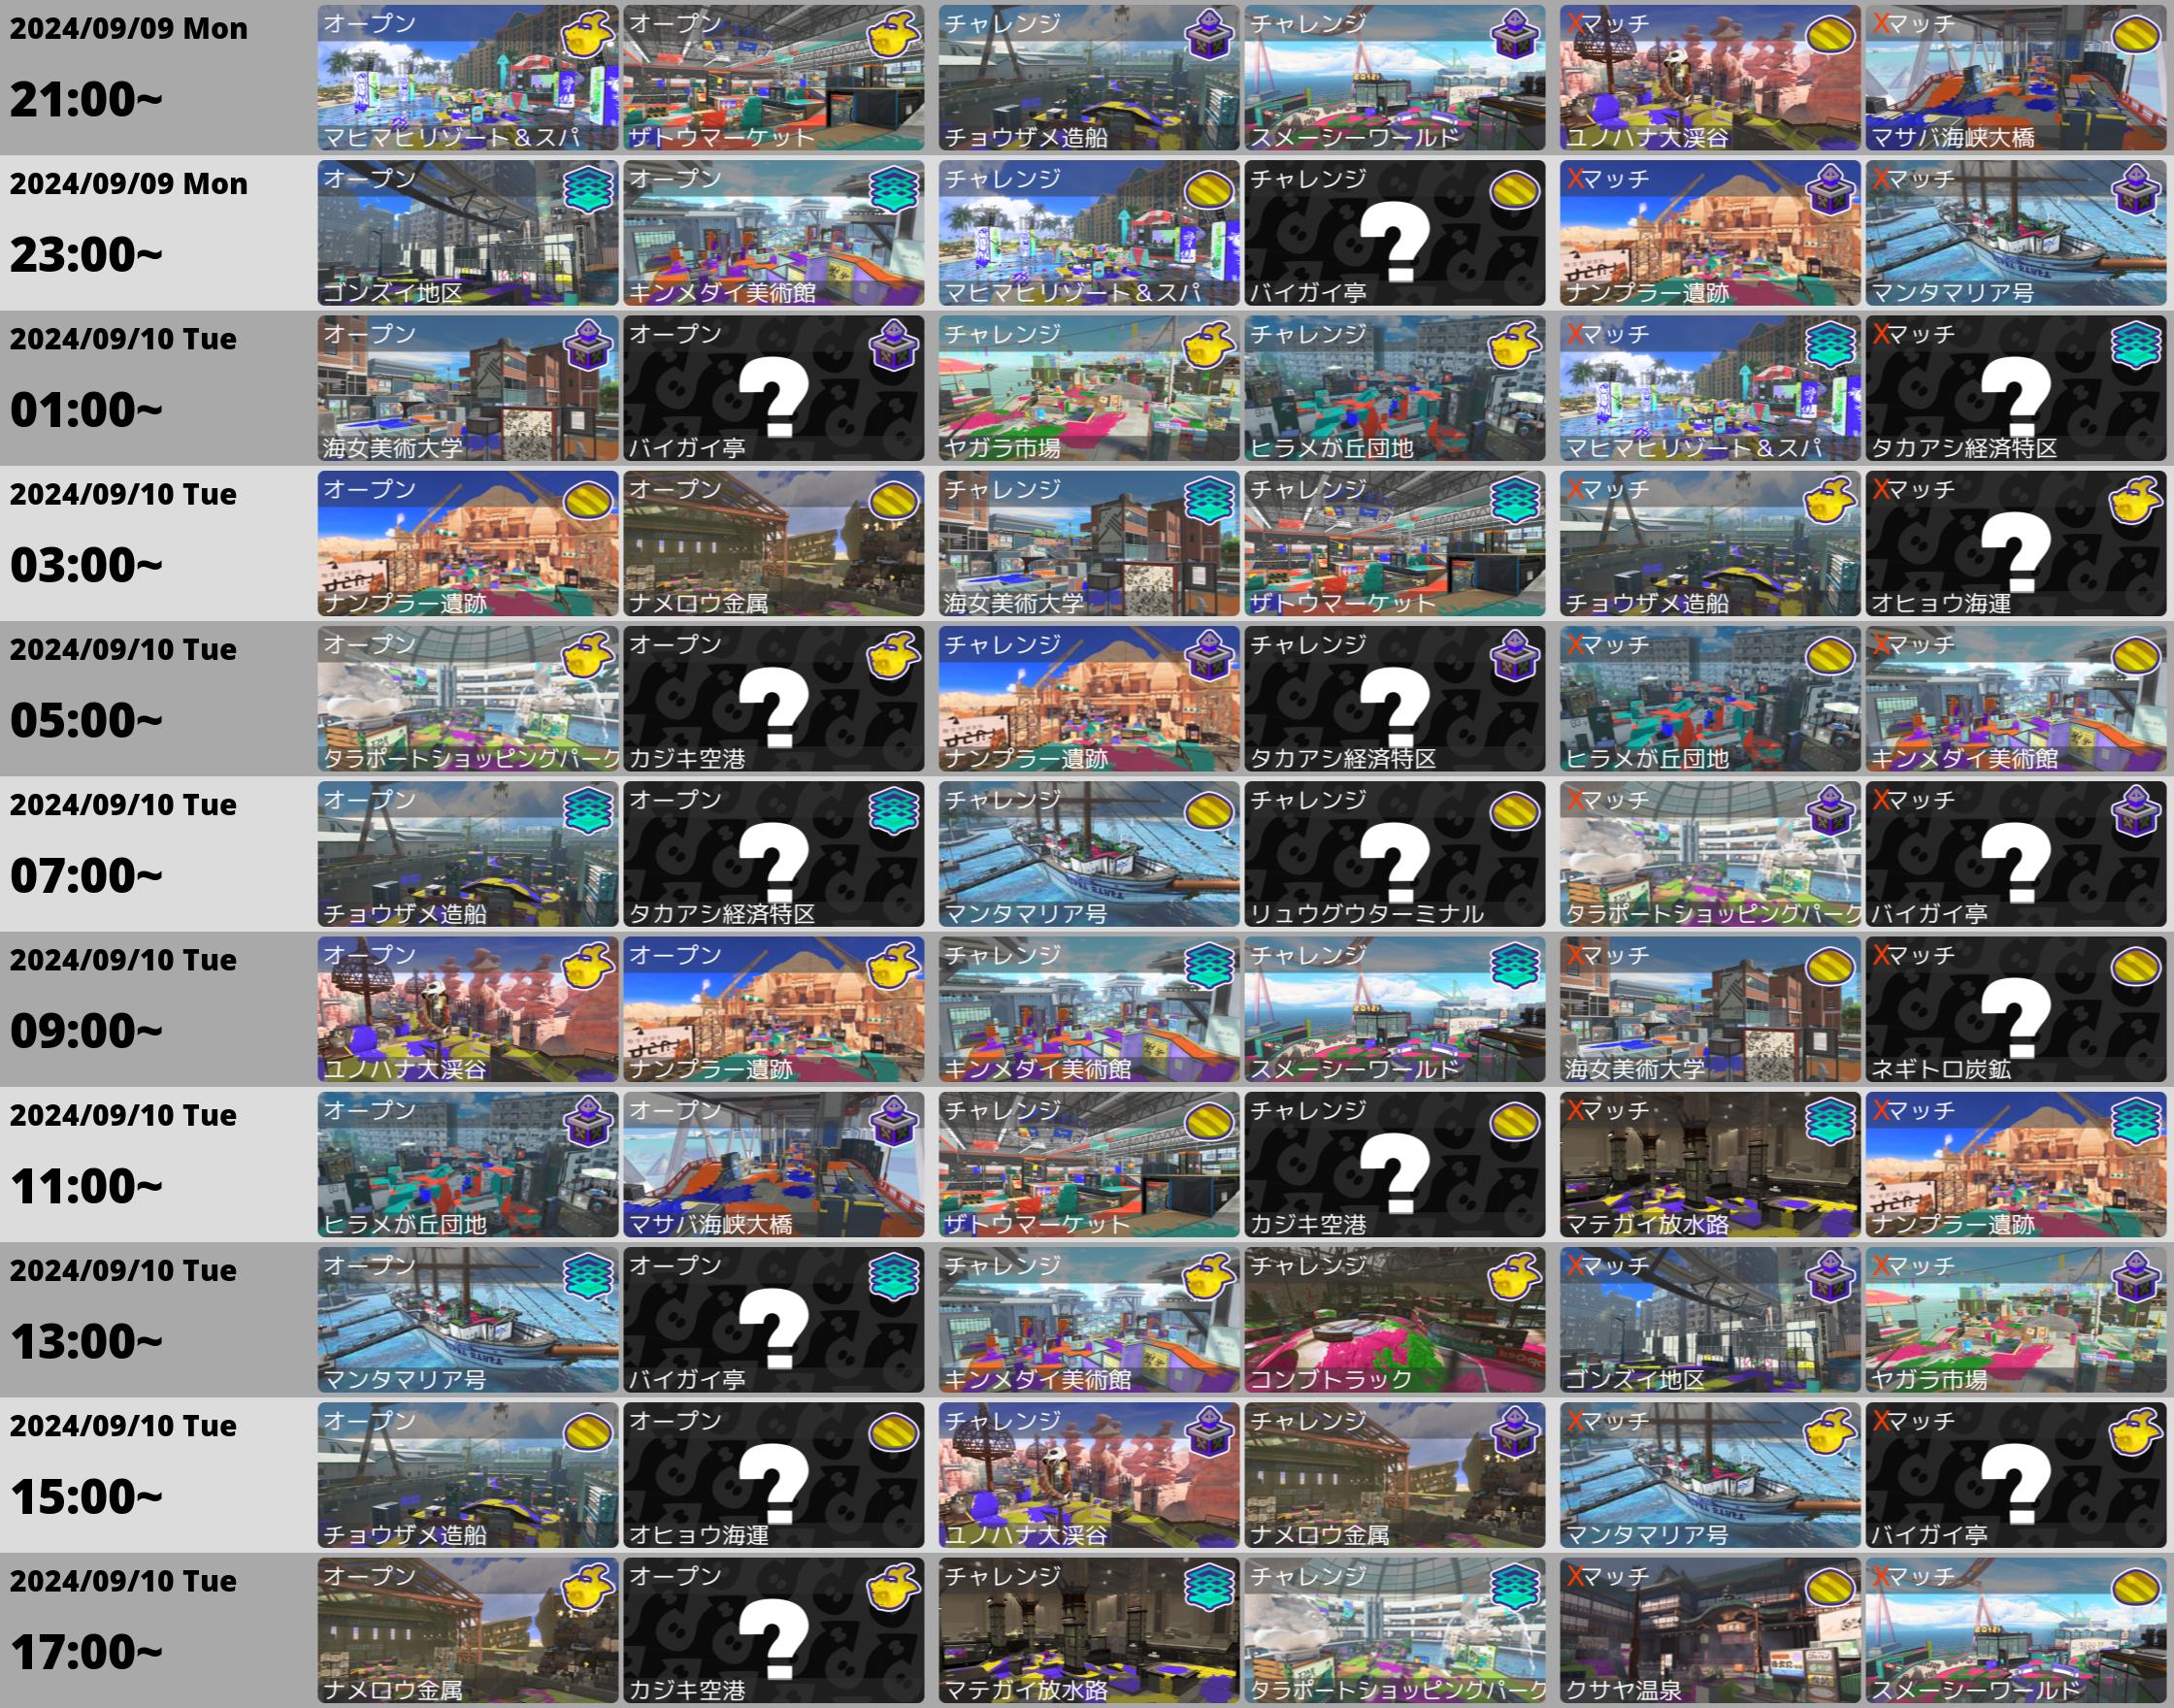 2024/09/09 Mon
21:00~
オープン
マヒマヒリゾート＆スパ
オープン
ザトウマーケット
チャレンジ
チョウザメ造船
チャレンジ
スメーシーワールド
Xマッチ
ユノハナ大渓谷
Xマッチ
マサバ海峡大橋
2024/09/09 Mon
23:00~
オープン
ゴンズイ地区
オープン
キンメダイ美術館
チャレンジ
マヒマヒリゾート＆スパ
チャレンジ
?
バイガイ亭
Xマッチ
ナンプラー遺跡
Xマッチ
マンタマリア号
2024/09/10 Tue
01:00~
オープン
海女美術大学
オープン
?
バイガイ亭
チャレンジ
ヤガラ市場
チャレンジ
ヒラメが丘団地
Xマッチ
マヒマヒリゾート＆スパ
Xマッチ
?
タカアシ経済特区
2024/09/10 Tue
03:00~
オープン
ナンプラー遺跡
オープン
ナメロウ金属
チャレンジ
海女美術大学
チャレンジ
ザトウマーケット
Xマッチ
チョウザメ造船
Xマッチ
?
オヒョウ海運
2024/09/10 Tue
05:00~
オープン
タラポートショッピングパーク
オープン
?
カジキ空港
チャレンジ
ナンプラー遺跡
チャレンジ
?
タカアシ経済特区
Xマッチ
ヒラメが丘団地
Xマッチ
キンメダイ美術館
2024/09/10 Tue
07:00~
オープン
チョウザメ造船
オープン
?
タカアシ経済特区
チャレンジ
マンタマリア号
チャレンジ
?
リュウグウターミナル
Xマッチ
タラポートショッピングパーク
Xマッチ
?
バイガイ亭
2024/09/10 Tue
09:00~
オープン
ユノハナ大渓谷
オープン
ナンプラー遺跡
チャレンジ
キンメダイ美術館
チャレンジ
スメーシーワールド
Xマッチ
海女美術大学
Xマッチ
?
ネギトロ炭鉱
2024/09/10 Tue
11:00~
オープン
ヒラメが丘団地
オープン
マサバ海峡大橋
チャレンジ
ザトウマーケット
チャレンジ
?
カジキ空港
Xマッチ
マテガイ放水路
Xマッチ
ナンプラー遺跡
2024/09/10 Tue
13:00~
オープン
マンタマリア号
オープン
?
バイガイ亭
チャレンジ
キンメダイ美術館
チャレンジ
コンブトラック
Xマッチ
ゴンズイ地区
Xマッチ
ヤガラ市場
2024/09/10 Tue
15:00~
オープン
チョウザメ造船
オープン
?
オヒョウ海運
チャレンジ
ユノハナ大渓谷
チャレンジ
ナメロウ金属
Xマッチ
マンタマリア号
Xマッチ
?
バイガイ亭
2024/09/10 Tue
17:00~
オープン
ナメロウ金属
オープン
?
カジキ空港
チャレンジ
マテガイ放水路
チャレンジ
タラポートショッピングパーク
Xマッチ
クサヤ温泉
Xマッチ
スメーシーワールド